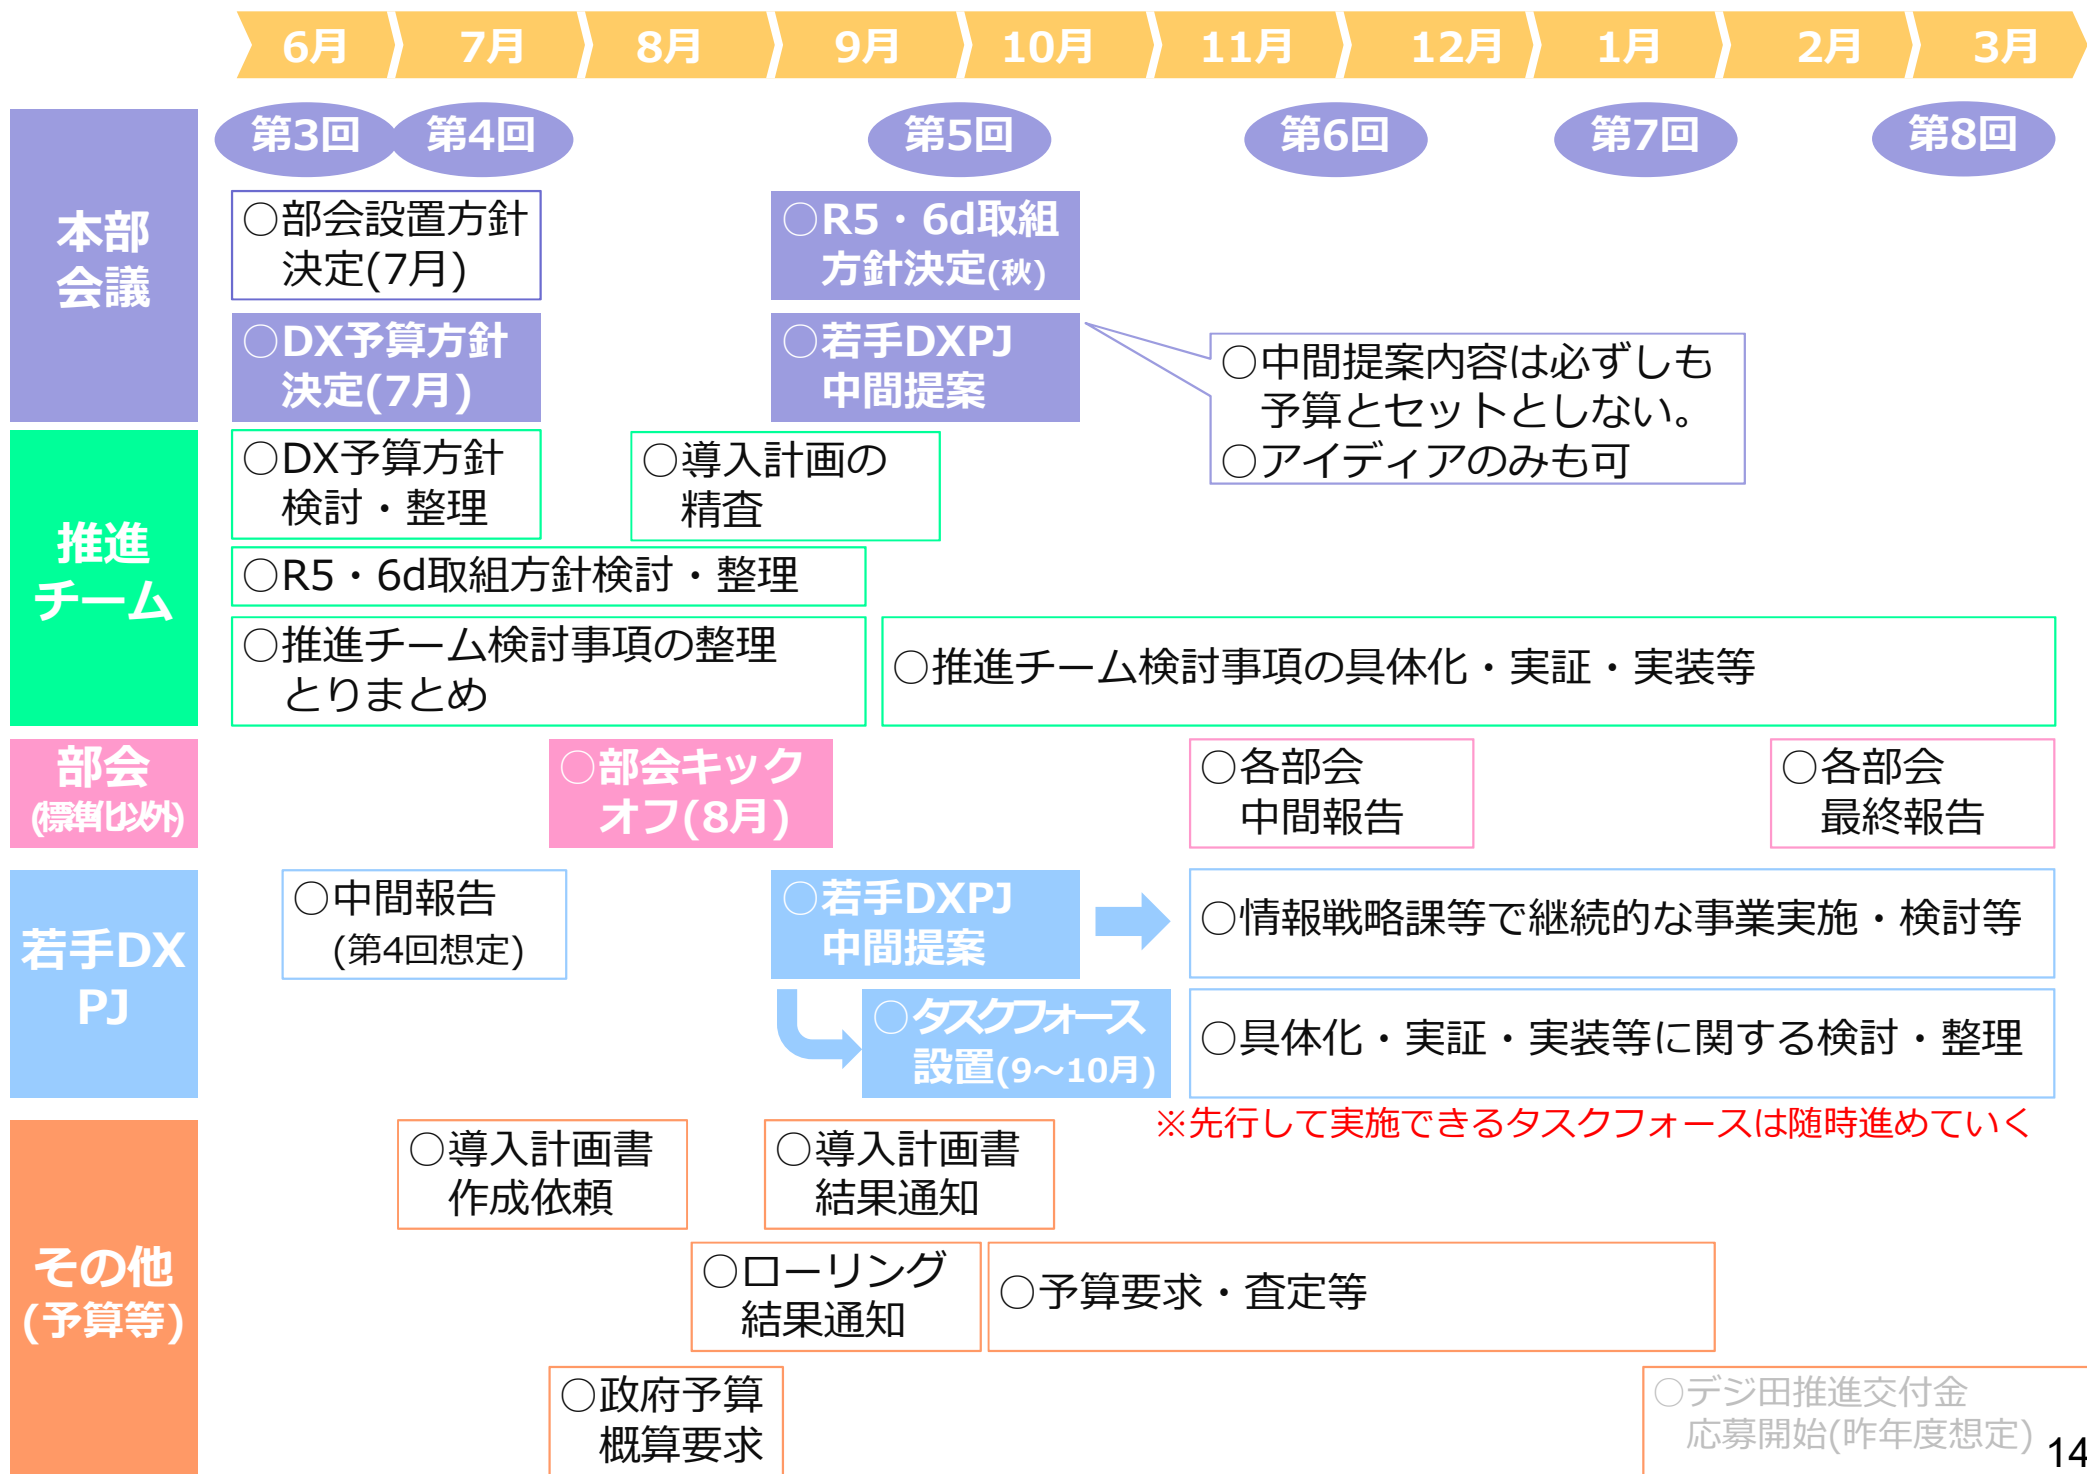 6月 7月 8月 9月 10月 11月 12月 1月 2月 3月
本部
会議
第3回 第4回 第5回 第6回 第7回 第8回
○部会設置方針
決定(7月)
○DX予算方針
決定(7月)
○R5・6d取組
方針決定(秋)
○若手DXPJ
中間提案
○中間提案内容は必ずしも
予算とセットとしない。
○アイディアのみも可
推進
チーム
○DX予算方針
検討・整理
○導入計画の
精査
○R5・6d取組方針検討・整理
○推進チーム検討事項の整理
とりまとめ
○推進チーム検討事項の具体化・実証・実装等
部会
(標準化以外)
○部会キック
オフ(8月)
○各部会
中間報告
○各部会
最終報告
若手DX
PJ
○中間報告
(第4回想定)
○若手DXPJ
中間提案
○情報戦略課等で継続的な事業実施・検討等
○タスクフォース
設置(9～10月)
○具体化・実証・実装等に関する検討・整理
※先行して実施できるタスクフォースは随時進めていく
その他
(予算等)
○導入計画書
作成依頼
○導入計画書
結果通知
○ローリング
結果通知
○予算要求・査定等
○政府予算
概算要求
○デジ田推進交付金
応募開始(昨年度想定)
14